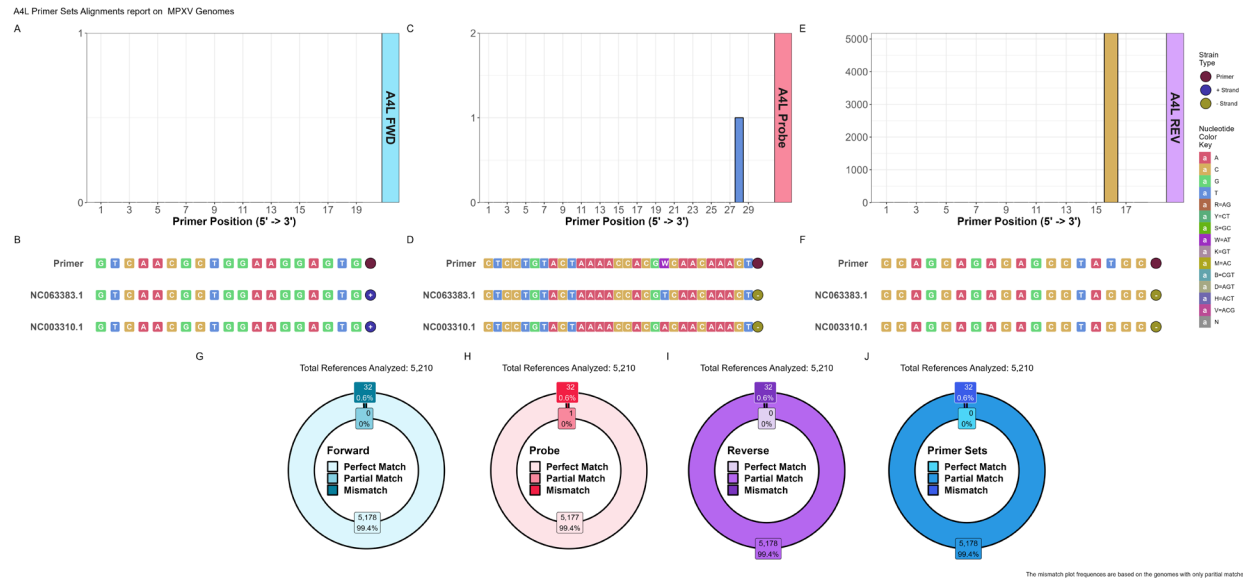 A4L Primer Sets Alignments report on MPXV Genomes
A
1
0
A4L FWD
1 3 5 7 9 11 13 15 17 19
Primer Position (5' -> 3')
C
2
1
0
A4L Probe
1 3 5 7 9 11 13 15 17 19 21 23 25 27 29
Primer Position (5' -> 3')
E
5000
4000
3000
2000
1000
0
A4L REV
1 3 5 7 9 11 13 15 17
Primer Position (5' -> 3')
Strain
Type
Primer
+ Strand
- Strand
Nucleotide
Color
Key
a A
a C
a G
a T
a R=AG
a Y=CT
a S=GC
a W=AT
a K=GT
a M=AC
a B=CGT
a D=AGT
a H=ACT
a V=ACG
a N
B
Primer G T C A A C G C T G G A A G G A G T G
NC063383.1 G T C A A C G C T G G A A G G A G T G +
NC003310.1 G T C A A C G C T G G A A G G A G T G +
D
Primer C T C C T G T A C T A A A A C C A C G W C A A C A A A C T
NC063383.1 C T C C T G T A C T A A A A C C A C G T C A A C A A A C T -
NC003310.1 C T C C T G T A C T A A A A C C A C G A C A A C A A A C T -
F
Primer C C A G C A G A C A G C C T A T C C
NC063383.1 C C A G C A G A C A G C C T A C C C -
NC003310.1 C C A G C A G A C A G C C T A C C C -
G
Total References Analyzed: 5,210
32
0.6%
0
0%
Forward
Perfect Match
Partial Match
Mismatch
5,178
99.4%
H
Total References Analyzed: 5,210
32
0.6%
1
0%
Probe
Perfect Match
Partial Match
Mismatch
5,177
99.4%
I
Total References Analyzed: 5,210
32
0.6%
0
0%
Reverse
Perfect Match
Partial Match
Mismatch
5,178
99.4%
J
Total References Analyzed: 5,210
32
0.6%
0
0%
Primer Sets
Perfect Match
Partial Match
Mismatch
5,178
99.4%
The mismatch plot frequences are based on the genomes with only paritial matche